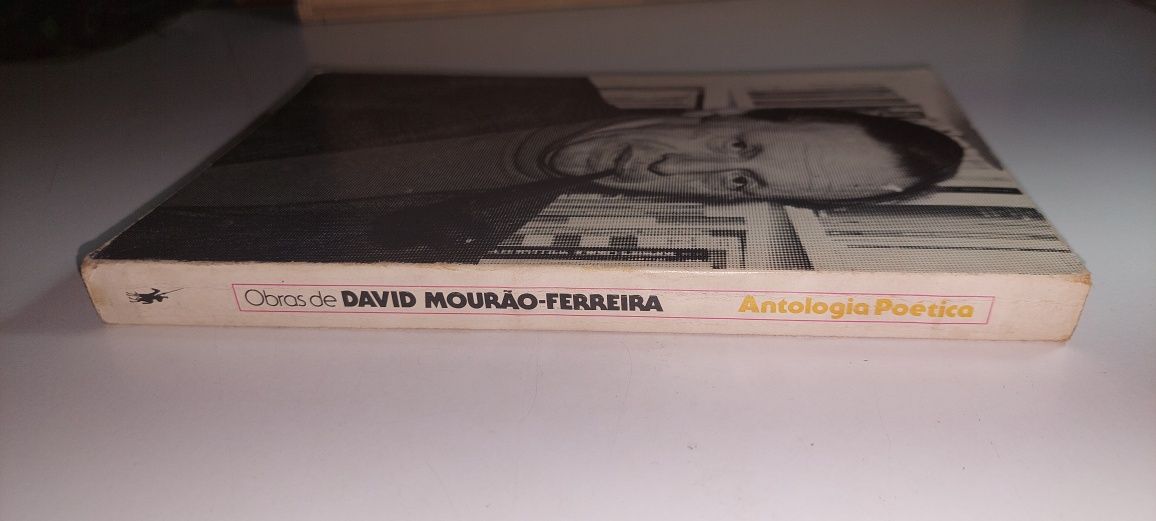 Obras de DAVID MOURÃO-FERREIRA Antologia Poética